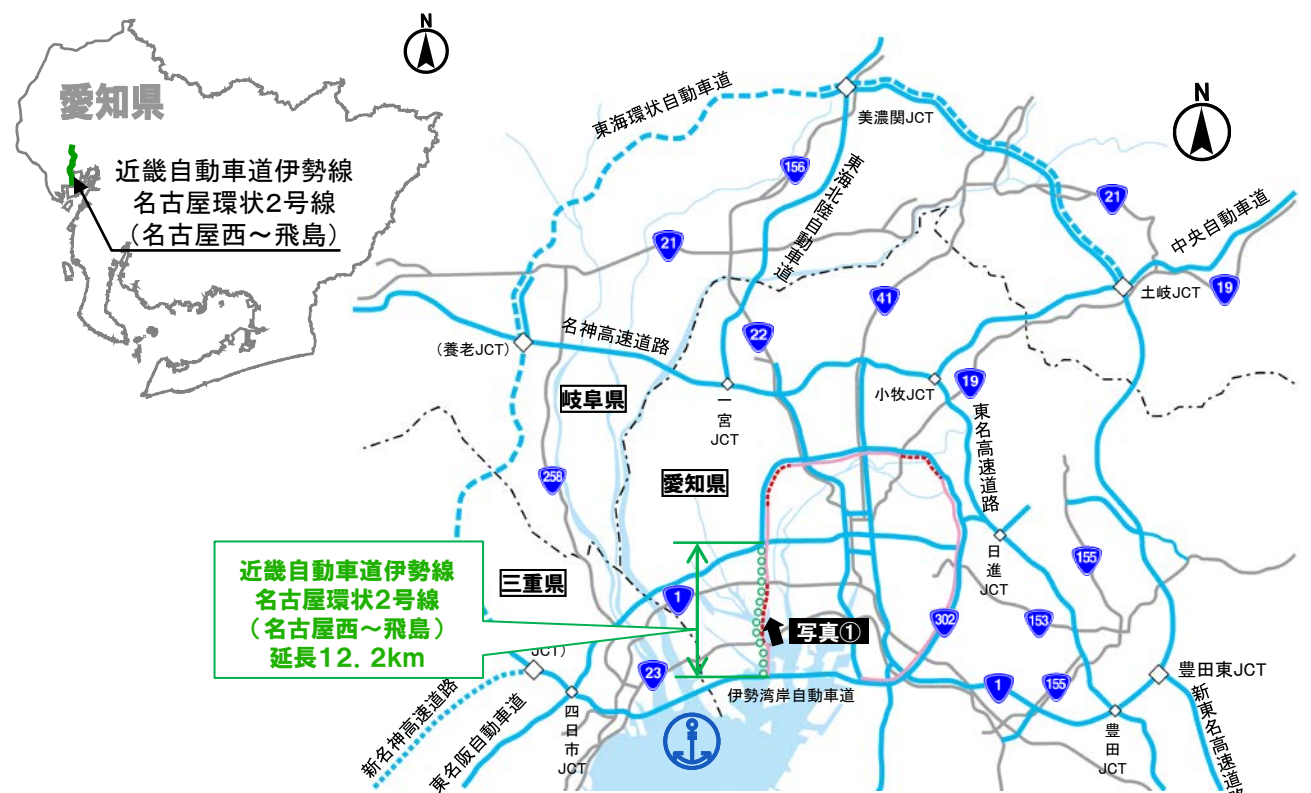 N
愛知県
近畿自動車道伊勢線
名古屋環状2号線
（名古屋西～飛島）
N
東海環状自動車道
美濃関JCT
156
東海北陸自動車道
21
21
中央自動車道
土岐JCT
19
41
22
名神高速道路
(養老JCT)
岐阜県
一宮JCT
小牧JCT
19
東名高速道路
258
愛知県
近畿自動車道伊勢線
名古屋環状2号線
（名古屋西～飛島）
延長12．2km
三重県
1
写真①
302
日進JCT
155
153
JCT)
23
伊勢湾岸自動車道
1
155
豊田東JCT
新名神高速道路
東名阪自動車道
四日市JCT
豊田JCT
新東名高速道路